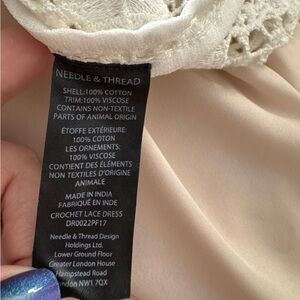 NEEDLE & THREAD
SHELL:100% COTTON
TRIM:100% VISCOSE
CONTAINS NON-TEXTILE
PARTS OF ANIMAL ORIGIN
ÉTOFFE EXTÉRIEURE:
100% COTON
LES ORNEMENTS:
100% VISCOSE
CONTIENT DES ÉLÉMENTS
NON TEXTILES D'ORIGINE
ANIMALE
MADE IN INDIA
FABRIQUÉ EN INDE
CROCHET LACE DRESS
DR0022PF17
Needle & Thread Design
Holdings Ltd.
Lower Ground Floor
Greater London House
Hampstead Road
London NW1 7QX